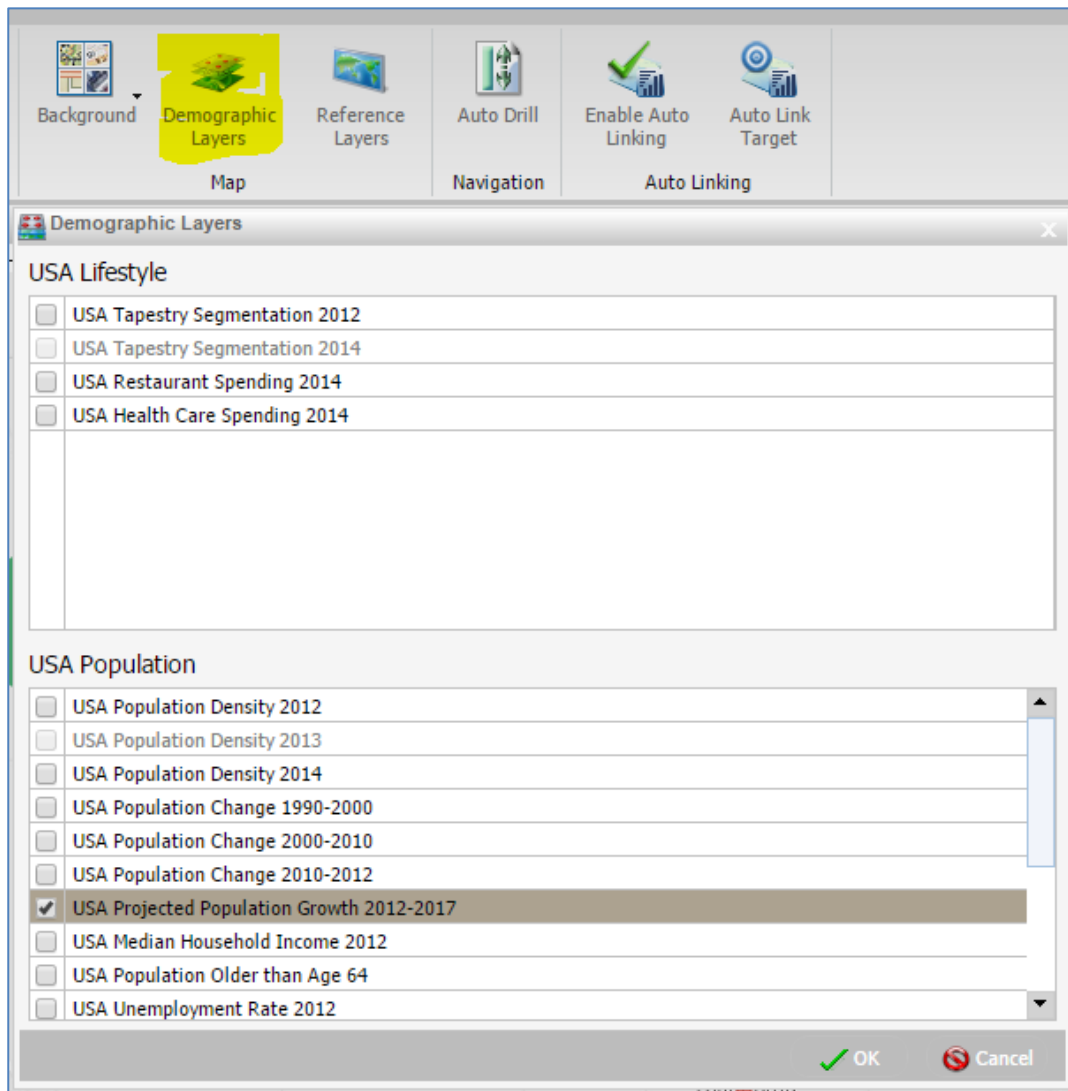 Background
Demographic
Layers
Reference
Layers
Auto Drill
Enable Auto
Linking
Auto Link
Target
Map
Navigation
Auto Linking
Demographic Layers
USA Lifestyle
USA Tapestry Segmentation 2012
USA Tapestry Segmentation 2014
USA Restaurant Spending 2014
USA Health Care Spending 2014
USA Population
USA Population Density 2012
USA Population Density 2013
USA Population Density 2014
USA Population Change 1990-2000
USA Population Change 2000-2010
USA Population Change 2010-2012
USA Projected Population Growth 2012-2017
USA Median Household Income 2012
USA Population Older than Age 64
USA Unemployment Rate 2012
OK
Cancel